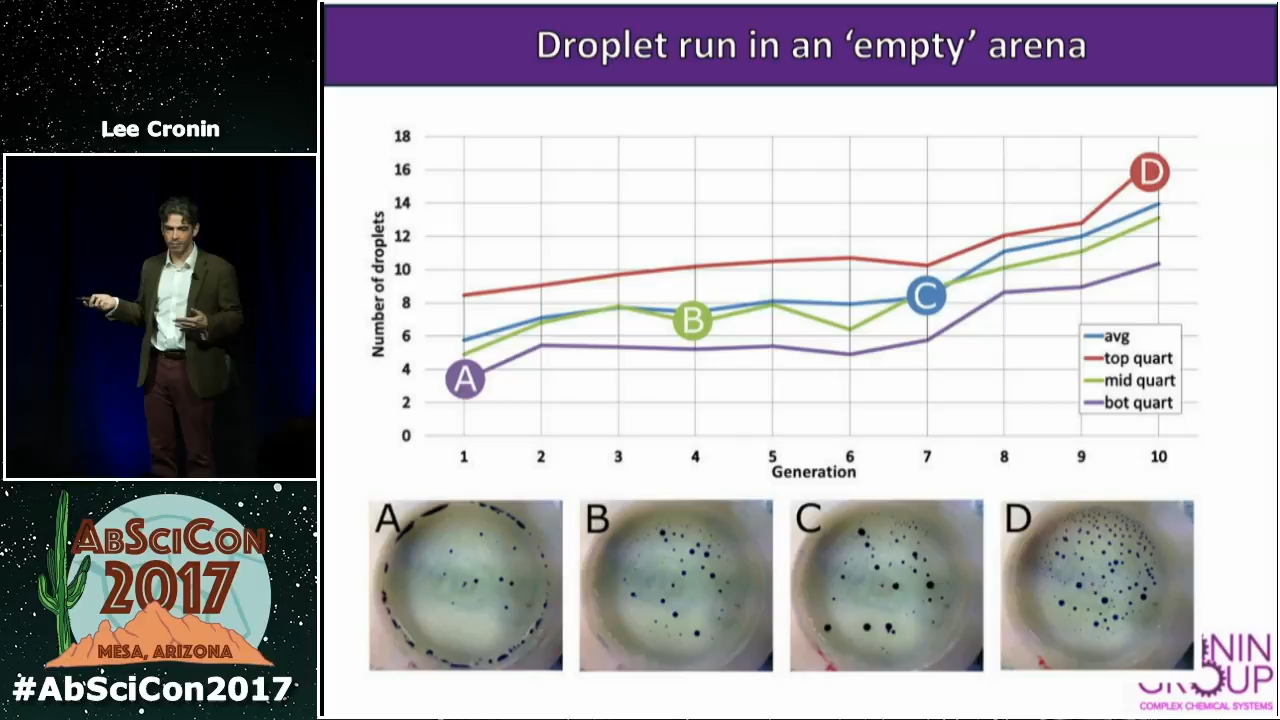 Droplet run in an ‘empty’ arena
Lee Cronin
18
16
14
12
10
8
6
4
2
0
Number of droplets
A
B
C
D
avg
top quart
mid quart
bot quart
1 2 3 4 5 6 7 8 9 10
Generation
A B C D
ABSCICON
2017
MESA, ARIZONA
#AbSciCon2017
NIN
GROUP
COMPLEX CHEMICAL SYSTEMS